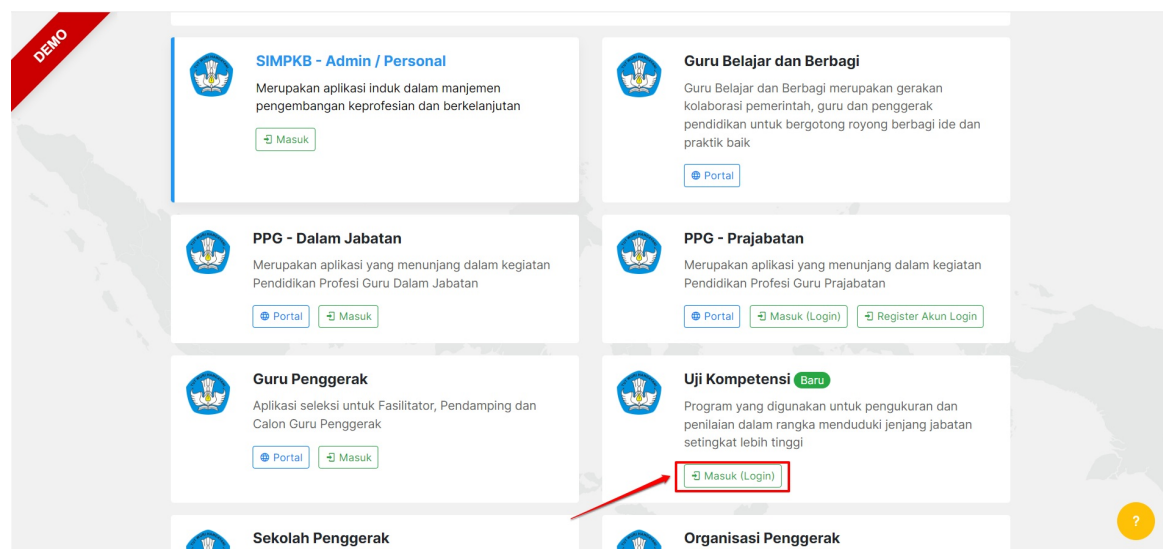 DEMO
SIMPKB - Admin / Personal
Merupakan aplikasi induk dalam manjemen
pengembangan keprofesian dan berkelanjutan
Masuk
Guru Belajar dan Berbagi
Guru Belajar dan Berbagi merupakan gerakan
kolaborasi pemerintah, guru dan penggerak
pendidikan untuk bergotong royong berbagi ide dan
praktik baik
Portal
PPG - Dalam Jabatan
Merupakan aplikasi yang menunjang dalam kegiatan
Pendidikan Profesi Guru Dalam Jabatan
Portal Masuk
PPG - Prajabatan
Merupakan aplikasi yang menunjang dalam kegiatan
Pendidikan Profesi Guru Prajabatan
Portal Masuk (Login) Register Akun Login
Guru Penggerak
Aplikasi seleksi untuk Fasilitator, Pendamping dan
Calon Guru Penggerak
Portal Masuk
Uji Kompetensi Baru
Program yang digunakan untuk pengukuran dan
penilaian dalam rangka menduduki jenjang jabatan
setingkat lebih tinggi
Masuk (Login)
Sekolah Penggerak
Organisasi Penggerak
?